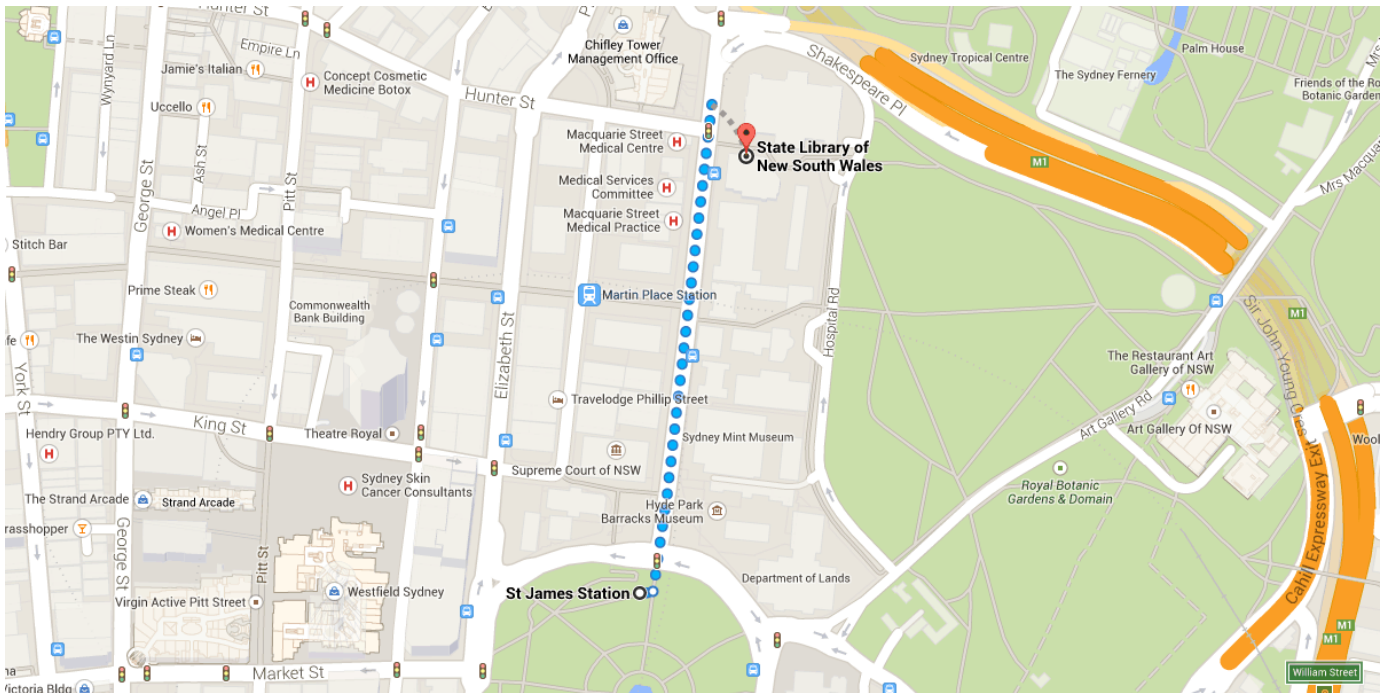 Hunter St
Empire Ln
Wynyard Ln
Jamie's Italian
Concept Cosmetic
Medicine Botox
Chifley Tower
Management Office
Shakespeare Pl
Sydney Tropical Centre
Palm House
The Sydney Fernery
Friends of the Ro
Botanic Garden
Uccello
Hunter St
Macquarie Street
Medical Centre
State Library of
New South Wales
M1
Ash St
George St
Pitt St
Medical Services
Committee
Mrs Macquar
Angel Pl
Women's Medical Centre
Macquarie Street
Medical Practice
Stitch Bar
Prime Steak
Commonwealth
Bank Building
Martin Place Station
Hospital Rd
Sir John Young Cres
M1
The Westin Sydney
Elizabeth St
The Restaurant Art
Gallery of NSW
York St
Travelodge Phillip Street
Art Gallery Rd
Art Gallery Of NSW
King St
Hendry Group PTY Ltd.
Theatre Royal
Sydney Mint Museum
Wool
Supreme Court of NSW
Royal Botanic
Gardens & Domain
Sydney Skin
Cancer Consultants
The Strand Arcade
Strand Arcade
Hyde Park
Barracks Museum
rasshopper
George St
Pitt St
Cahill Expressway Exit
Department of Lands
St James Station
Westfield Sydney
Virgin Active Pitt Street
M1
M1
Market St
William Street
Victoria Bldg